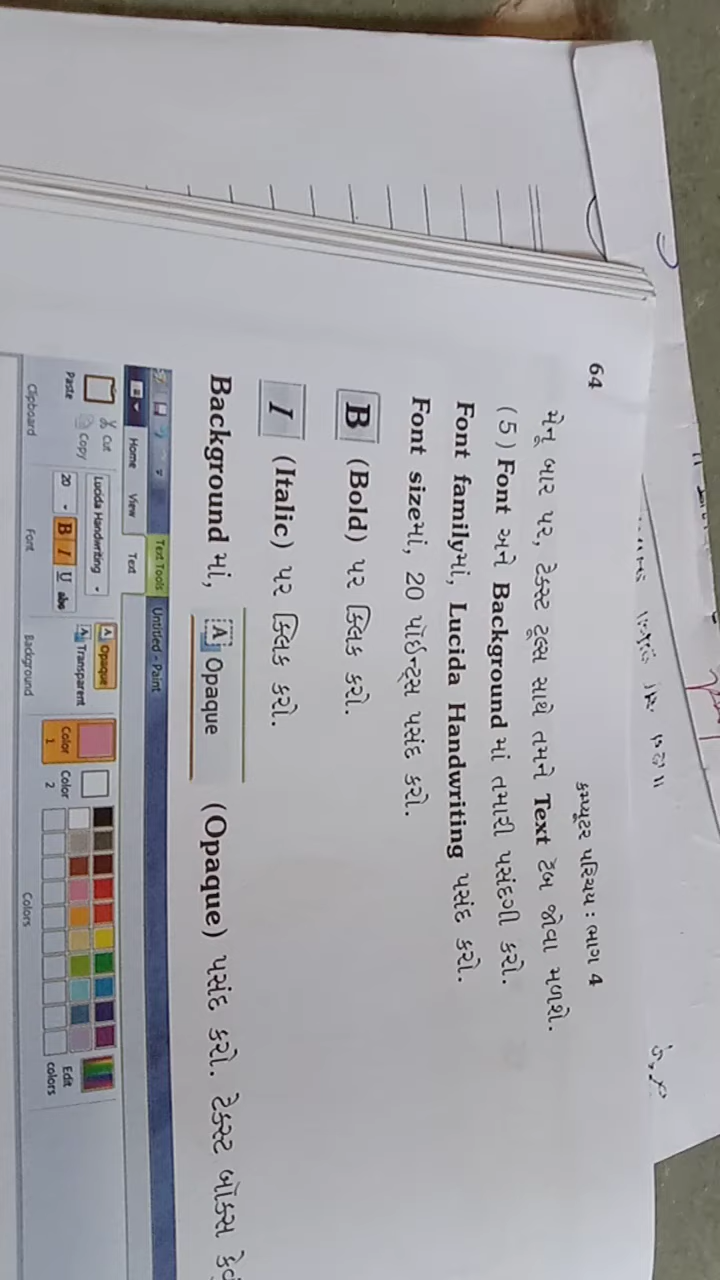 64
કમ્પ્યૂટર પરિચય : ભાગ 4
મેનૂ બાર પર, ટેક્સ્ટ ટૂલ્સ સાથે તમને Text ટૅબ જોવા મળશે.
(5) Font અને Background માં તમારી પસંદગી કરો.
Font familyમાં, Lucida Handwriting પસંદ કરો.
Font sizeમાં, 20 પૉઇન્ટ્સ પસંદ કરો.
B (Bold) પર ક્લિક કરો.
I (Italic) પર ક્લિક કરો.
Background માં, A Opaque (Opaque) પસંદ કરો. ટેક્સ્ટ બૉક્સ
Text Tools Untitled - Paint
Home View Text
Cut Lucida Handwriting A Opaque
Paste Copy 20 B I U abc A Transparent Color 1 Color 2 Edit colors
Clipboard Font Background Colors